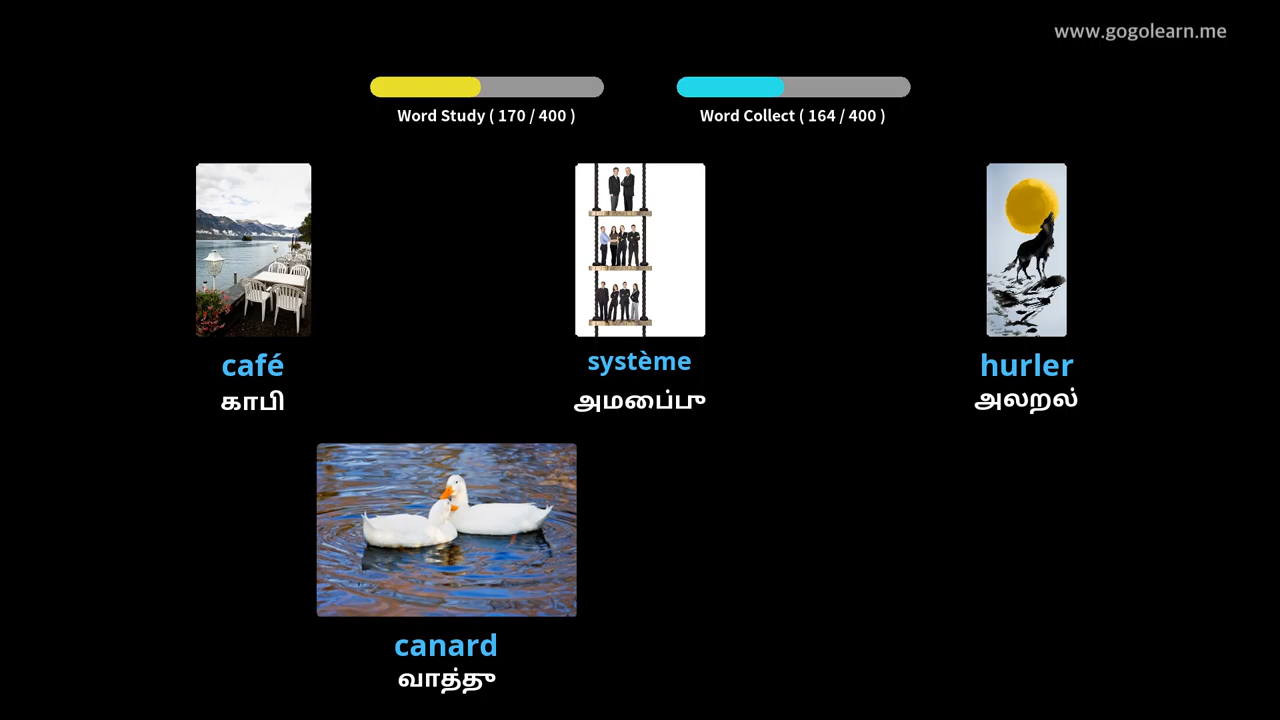 www.gogolearn.me
Word Study ( 170 / 400 )
Word Collect ( 164 / 400 )
café
காபி
système
அமைப்பு
hurler
அலறல்
canard
வாத்து